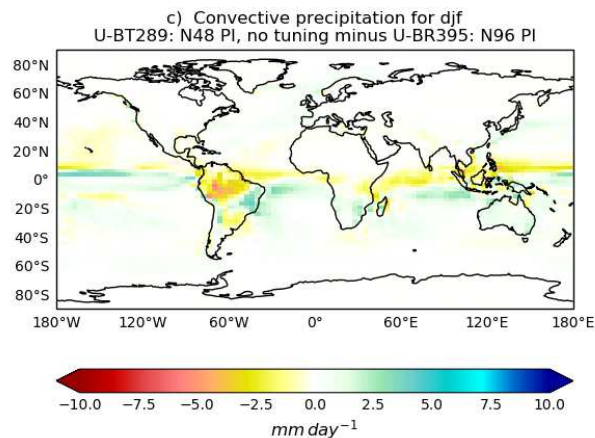 c)  Convective precipitation for djf
U-BT289: N48 PI, no tuning minus U-BR395: N96 PI
80°N
60°N
40°N
20°N
0°
20°S
40°S
60°S
80°S
180°W 120°W 60°W 0° 60°E 120°E 180°E
−10.0 −7.5 −5.0 −2.5 0.0 2.5 5.0 7.5 10.0
mm day⁻¹